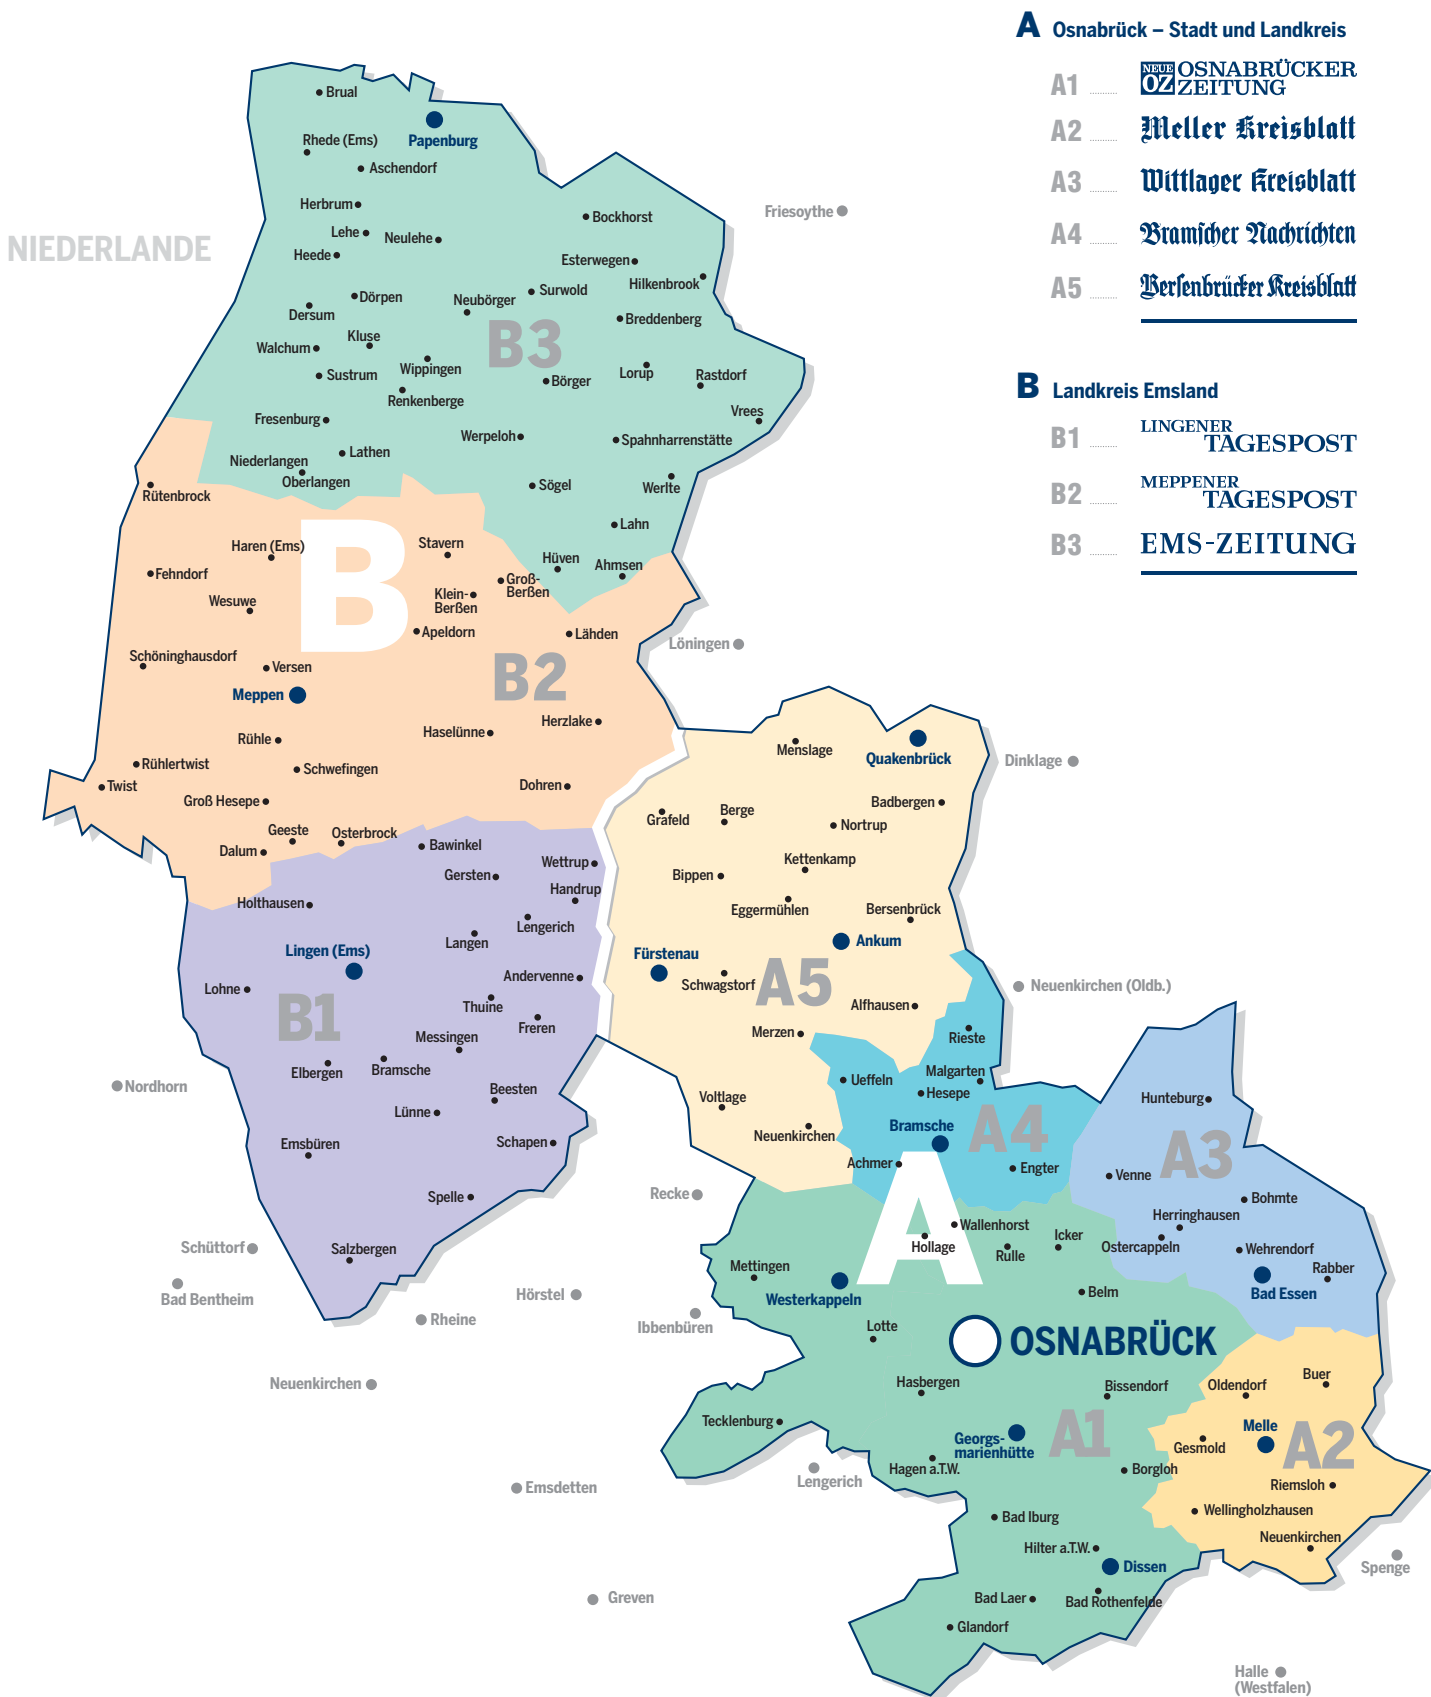 A Osnabrück – Stadt und Landkreis
A1 NEUE OZ OSNABRÜCKER
ZEITUNG
A2 Meller Kreisblatt
A3 Wittlager Kreisblatt
A4 Bramscher Nachrichten
A5 Bersenbrücker Kreisblatt
B Landkreis Emsland
B1 LINGENER
TAGESPOST
B2 MEPPENER
TAGESPOST
B3 EMS-ZEITUNG
NIEDERLANDE
Brual
Papenburg
Rhede (Ems)
Aschendorf
Herbrum
Bockhorst
Friesoythe
Lehe
Neulehe
Heede
Esterwegen
Hilkenbrook
Dörpen
Neubörger
Surwold
Dersum
Breddenberg
Kluse
B3
Walchum
Wippingen
Sustrum
Börger
Lorup
Rastdorf
Renkenberge
Vrees
Fresenburg
Werpeloh
Spahnharrenstätte
Lathen
Niederlangen
Oberlangen
Sögel
Werlte
Rütenbrock
Lahn
B
Haren (Ems)
Stavern
Hüven
Ahmsen
Fehndorf
Groß-
Berßen
Klein-
Berßen
Wesuwe
Apeldorn
Lähden
Löningen
Schöninghausdorf
Versen
B2
Meppen
Herzlake
Haselünne
Rühle
Rühlertwist
Schwefingen
Twist
Dohren
Groß Hesepe
Geeste
Osterbrock
Dalum
Bawinkel
Wettrup
Gersten
Handrup
Holthausen
Lengerich
Langen
Lingen (Ems)
Andervenne
Lohne
Thuine
B1
Freren
Messingen
Elbergen
Bramsche
Nordhorn
Beesten
Lünne
Emsbüren
Schapen
Spelle
Schüttorf
Salzbergen
Bad Bentheim
Rheine
Hörstel
Neuenkirchen
Menslage
Quakenbrück
Dinklage
Badbergen
Grafeld
Berge
Nortrup
Kettenkamp
Bippen
Eggermühlen
Bersenbrück
Ankum
Fürstenau
Schwagstorf
A5
Neuenkirchen (Oldb.)
Alfhausen
Merzen
Rieste
Malgarten
Ueffeln
Hesepe
Voltlage
Bramsche
A4
Neuenkirchen
Achmer
Engter
Hunteburg
A3
Venne
Recke
A
Bohmte
Wallenhorst
Herringhausen
Hollage
Rulle
Icker
Ostercappeln
Wehrendorf
Mettingen
Rabber
Westerkappeln
Belm
Bad Essen
Ibbenbüren
Lotte
OSNABRÜCK
Hasbergen
Bissendorf
Oldendorf
Buer
Tecklenburg
A1
Melle
Georgs-
marienhütte
Gesmold
A2
Hagen a.T.W.
Borgloh
Lengerich
Riemsloh
Emsdetten
Bad Iburg
Wellingholzhausen
Neuenkirchen
Hilter a.T.W.
Dissen
Spenge
Greven
Bad Laer
Bad Rothenfelde
Glandorf
Halle
(Westfalen)